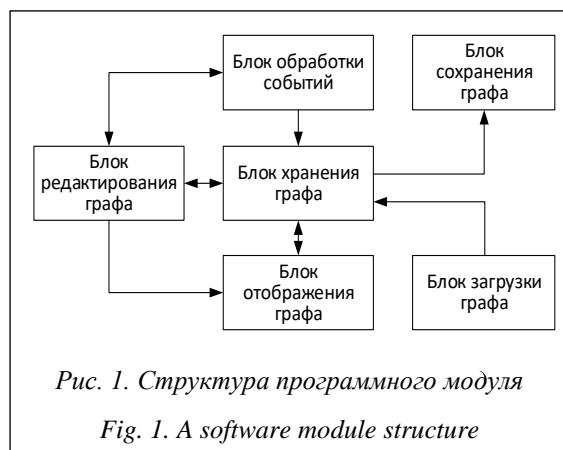 Блок обработки
событий
Блок
сохранения
графа
Блок
редактирования
графа
Блок хранения
графа
Блок
отображения
графа
Блок загрузки
графа
Рис. 1. Структура программного модуля
Fig. 1. A software module structure